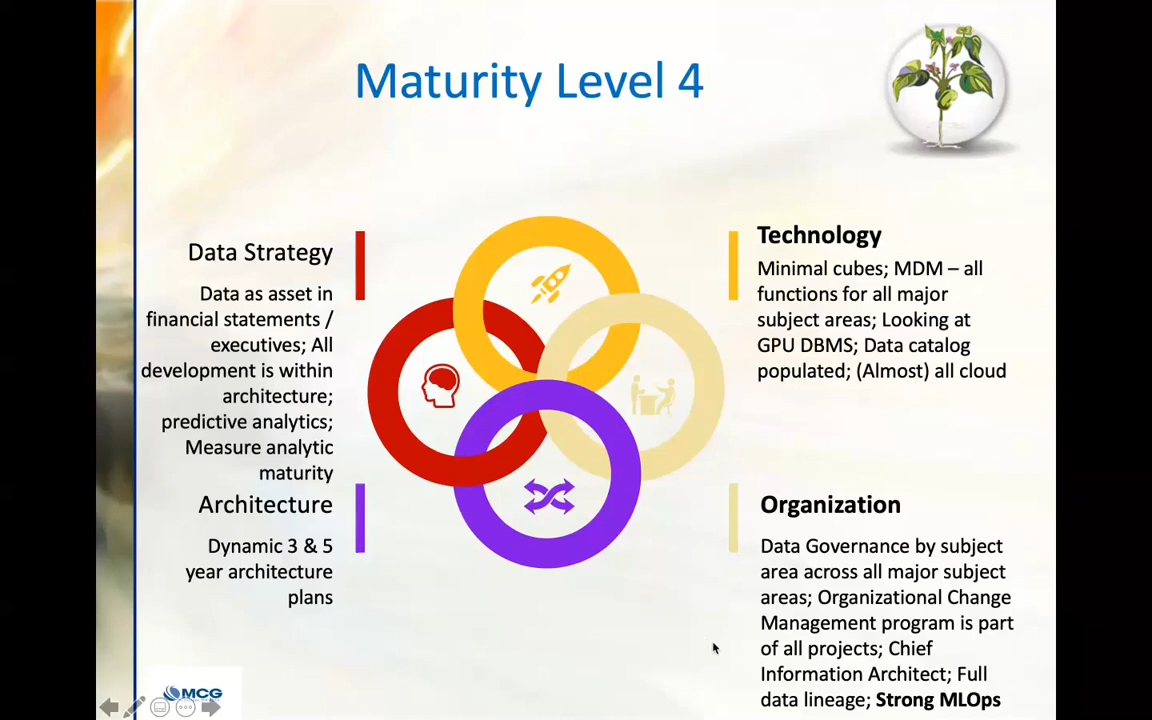 Maturity Level 4
Data Strategy
Data as asset in
financial statements /
executives; All
development is within
architecture;
predictive analytics;
Measure analytic
maturity
Technology
Minimal cubes; MDM – all
functions for all major
subject areas; Looking at
GPU DBMS; Data catalog
populated; (Almost) all cloud
Architecture
Dynamic 3 & 5
year architecture
plans
Organization
Data Governance by subject
area across all major subject
areas; Organizational Change
Management program is part
of all projects; Chief
Information Architect; Full
data lineage; Strong MLOps
MCG